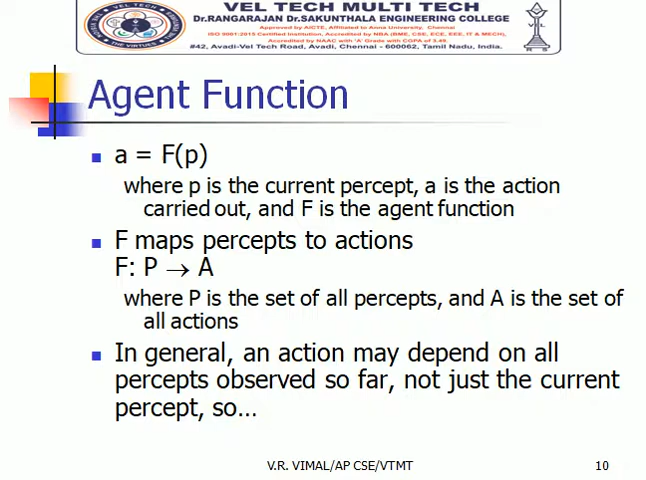 VEL TECH MULTI TECH
Dr.RANGARAJAN Dr.SAKUNTHALA ENGINEERING COLLEGE
Approved by AICTE, Affiliated to Anna University, Chennai
ISO 9001:2015 Certified Institution, Accredited by NBA (BME, CSE, ECE, EEE, IT & MECH),
Accredited by NAAC with 'A' Grade with CGPA of 3.49.
#42, Avadi-Vel Tech Road, Avadi, Chennai - 600062, Tamil Nadu, India.
Agent Function
a = F(p)
where p is the current percept, a is the action
carried out, and F is the agent function
F maps percepts to actions
F: P → A
where P is the set of all percepts, and A is the set of
all actions
In general, an action may depend on all
percepts observed so far, not just the current
percept, so...
V.R. VIMAL/AP CSE/VTMT
10